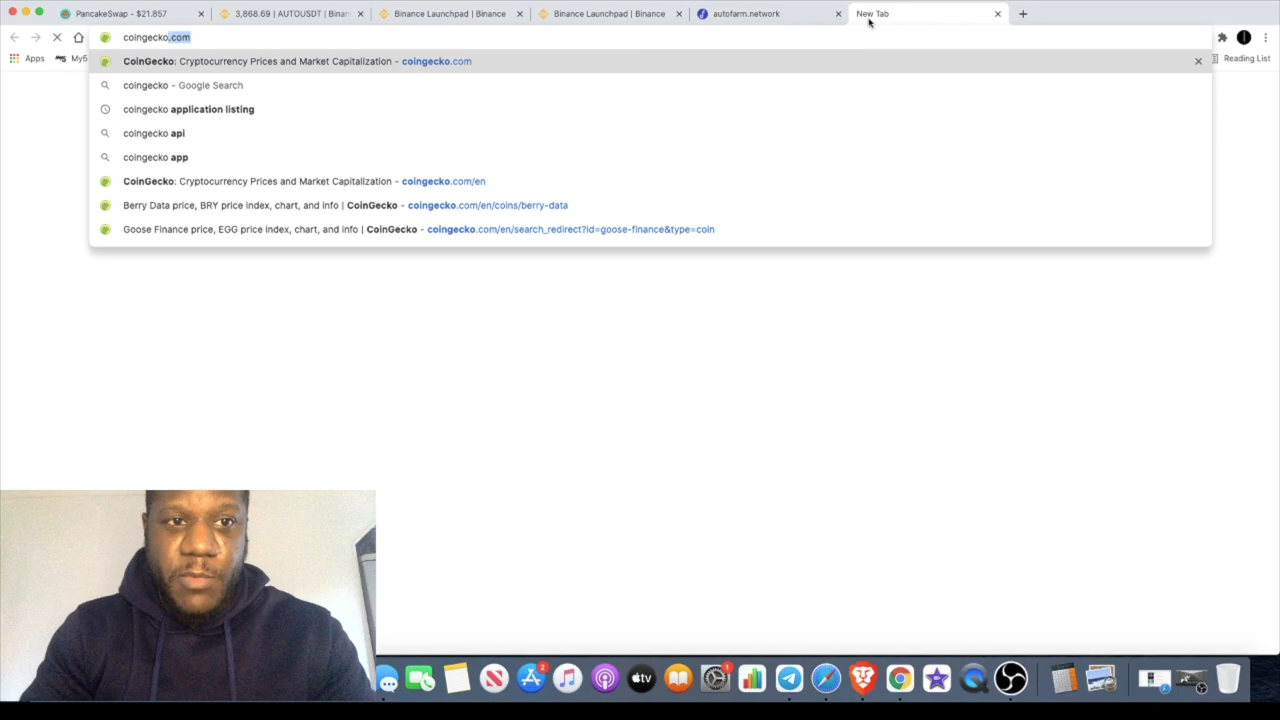 PancakeSwap - $21.857
3,868.69 | AUTOUSDT | Binan
Binance Launchpad | Binance
Binance Launchpad | Binance
autofarm.network
New Tab
coingecko.com
Apps
My5
Reading List
CoinGecko: Cryptocurrency Prices and Market Capitalization - coingecko.com
coingecko - Google Search
coingecko application listing
coingecko api
coingecko app
CoinGecko: Cryptocurrency Prices and Market Capitalization - coingecko.com/en
Berry Data price, BRY price index, chart, and info | CoinGecko - coingecko.com/en/coins/berry-data
Goose Finance price, EGG price index, chart, and info | CoinGecko - coingecko.com/en/search_redirect?id=goose-finance&type=coin
2
tv
1